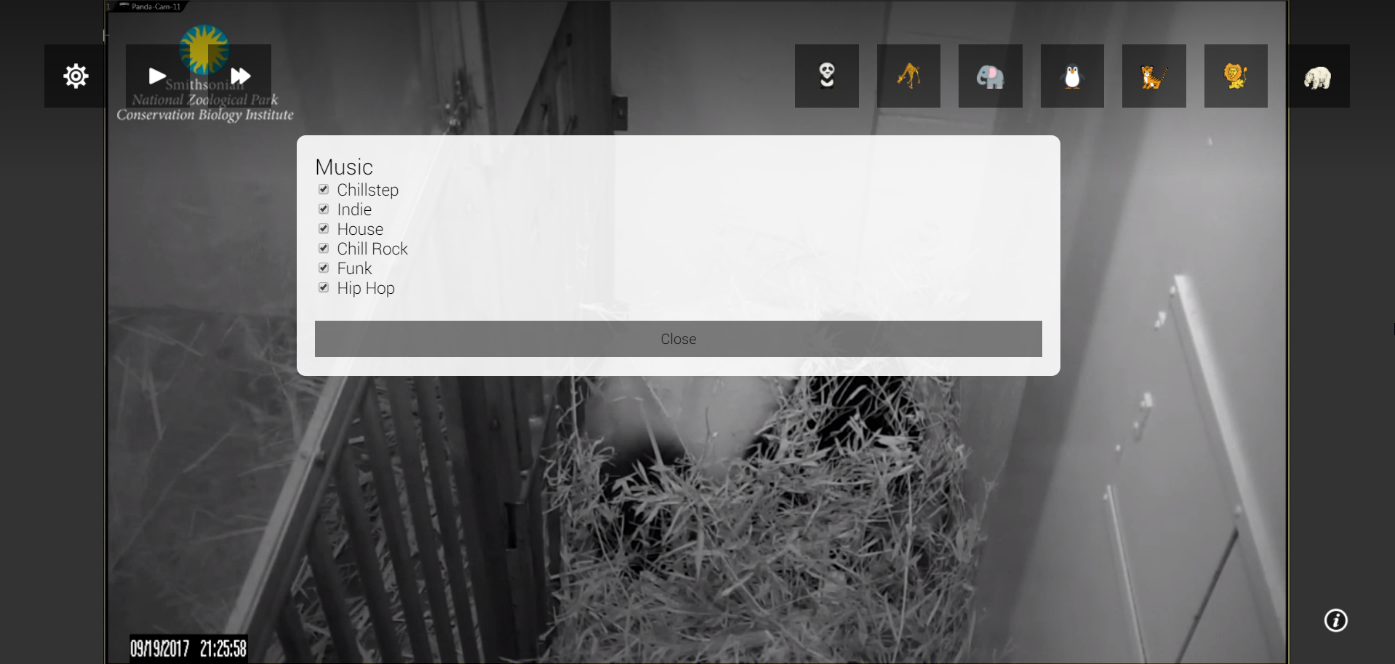 1 Panda-Cam-11
Smithsonian
National Zoological Park
Conservation Biology Institute
Music
Chillstep
Indie
House
Chill Rock
Funk
Hip Hop
Close
09/19/2017 21:25:58